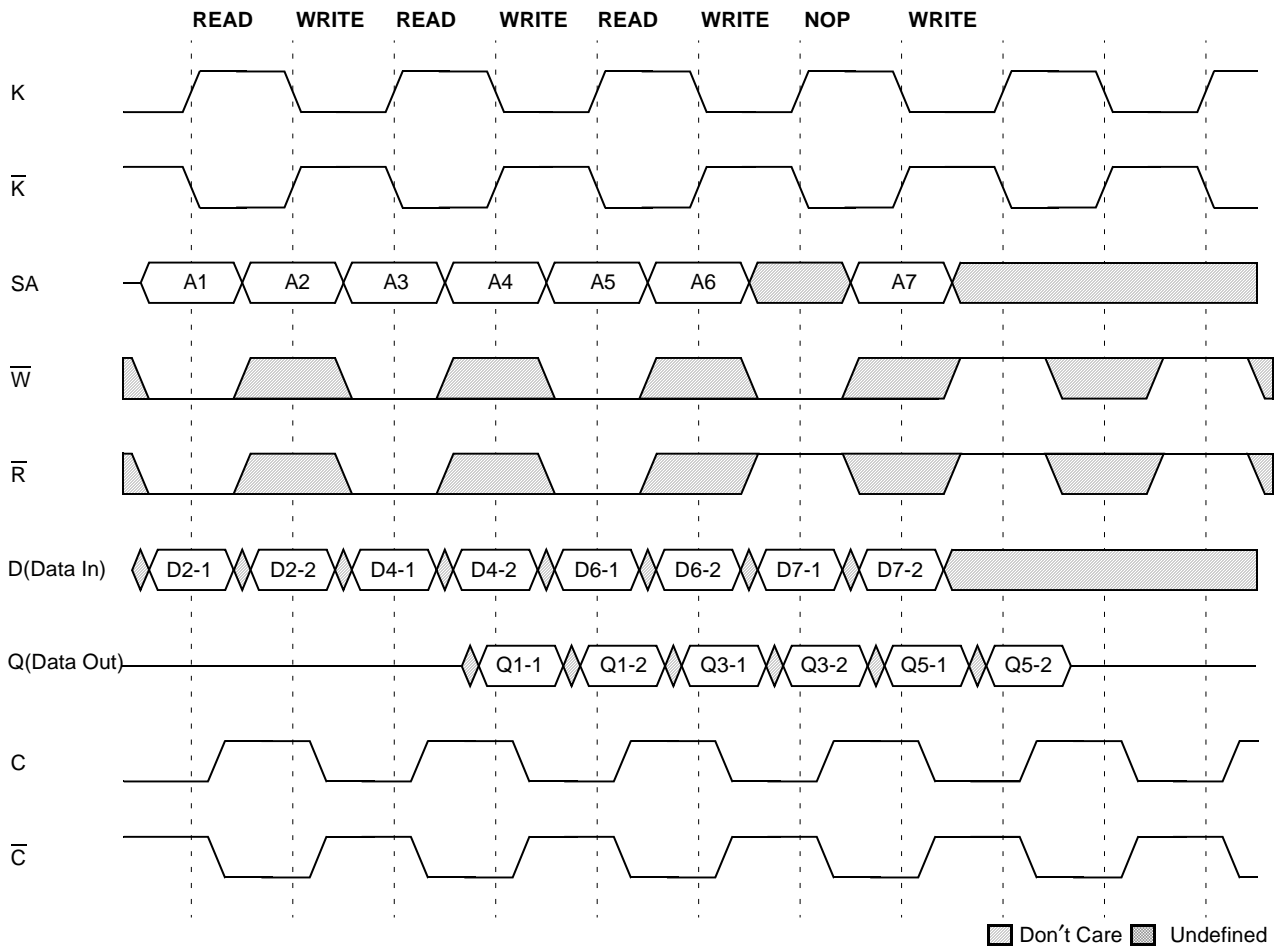 READ WRITE READ WRITE READ WRITE NOP WRITE
K
K̅
SA A1 A2 A3 A4 A5 A6 A7
W̅
R̅
D(Data In) D2-1 D2-2 D4-1 D4-2 D6-1 D6-2 D7-1 D7-2
Q(Data Out) Q1-1 Q1-2 Q3-1 Q3-2 Q5-1 Q5-2
C
C̅
Don′t Care Undefined